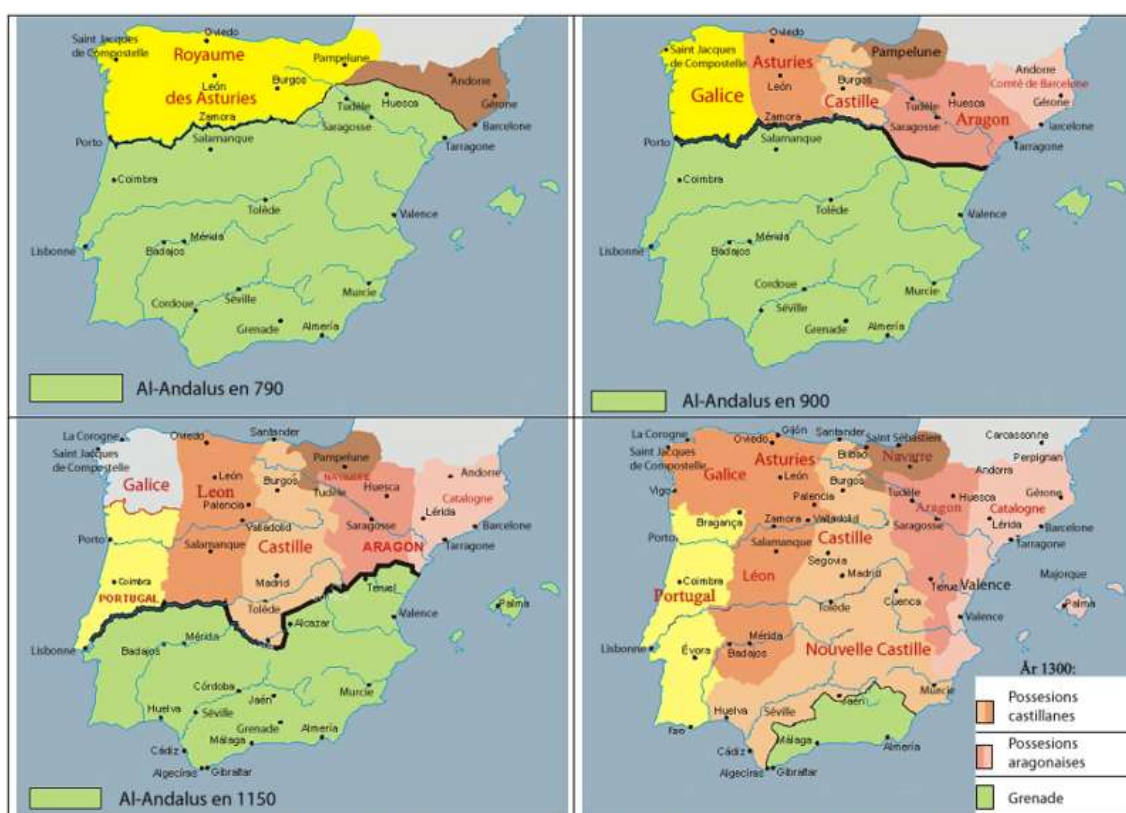 Oviedo
Saint Jacques
de Compostelle
Royaume
Pampelune
León
Burgos
Andorre
des Asturies
Tudèle
Huesca
Gérone
Zamora
Saragosse
Barcelone
Porto
Salamanque
Tarragone
Coimbra
Tolède
Valence
Lisbonne
Mérida
Badajos
Murcie
Séville
Cordoue
Grenade
Almería
Al-Andalus en 790
Oviedo
Saint Jacques
de Compostelle
Asturies
Pampelune
Burgos
Andorre
Comté de Barcelone
León
Galice
Castille
Tudèle
Huesca
Gérone
Zamora
Saragosse
Aragon
Tarcelone
Porto
Salamanque
Tarragone
Coimbra
Tolède
Valence
Lisbonne
Mérida
Badajos
Cordoue
Murcie
Séville
Grenade
Almería
Al-Andalus en 900
La Corogne
Oviedo
Santander
Saint Jacques
de Compostelle
Pampelune
León
NAVARRE
Andorre
Galice
Leon
Burgos
Tudèle
Huesca
Catalogne
Palencia
Lérida
Valladolid
Saragosse
Barcelone
Porto
Salamanque
Castille
ARAGON
Tarragone
Coimbra
Madrid
Teruel
PORTUGAL
Tolède
Palma
Valence
Alcazar
Lisbonne
Mérida
Badajos
Córdoba
Jaén
Murcie
Huelva
Séville
Grenade
Almería
Cádiz
Málaga
Algecíras
Gibraltar
Al-Andalus en 1150
La Corogne
Gijón
Oviedo
Santander
Saint Sébastien
Carcassonne
Saint Jacques
de Compostelle
Asturies
Bilbao
Navarre
Perpignan
Galice
León
Burgos
Andorra
Vigo
Palencia
Tudèle
Huesca
Gérone
Bragança
Aragon
Catalogne
Zamora
Valladolid
Saragosse
Lérida
Barcelone
Porto
Salamanque
Castille
Tarragone
Segovia
Coimbra
Léon
Madrid
Teruel
Valence
Majorque
Portugal
Cuenca
Tolède
Valence
Palma
Lisbonne
Évora
Mérida
Badajos
Nouvelle Castille
År 1300:
Murcie
Jaén
Possesions
castillanes
Huelva
Séville
Fao
Cádiz
Málaga
Almería
Possesions
aragonaises
Algecíras
Gibraltar
Grenade